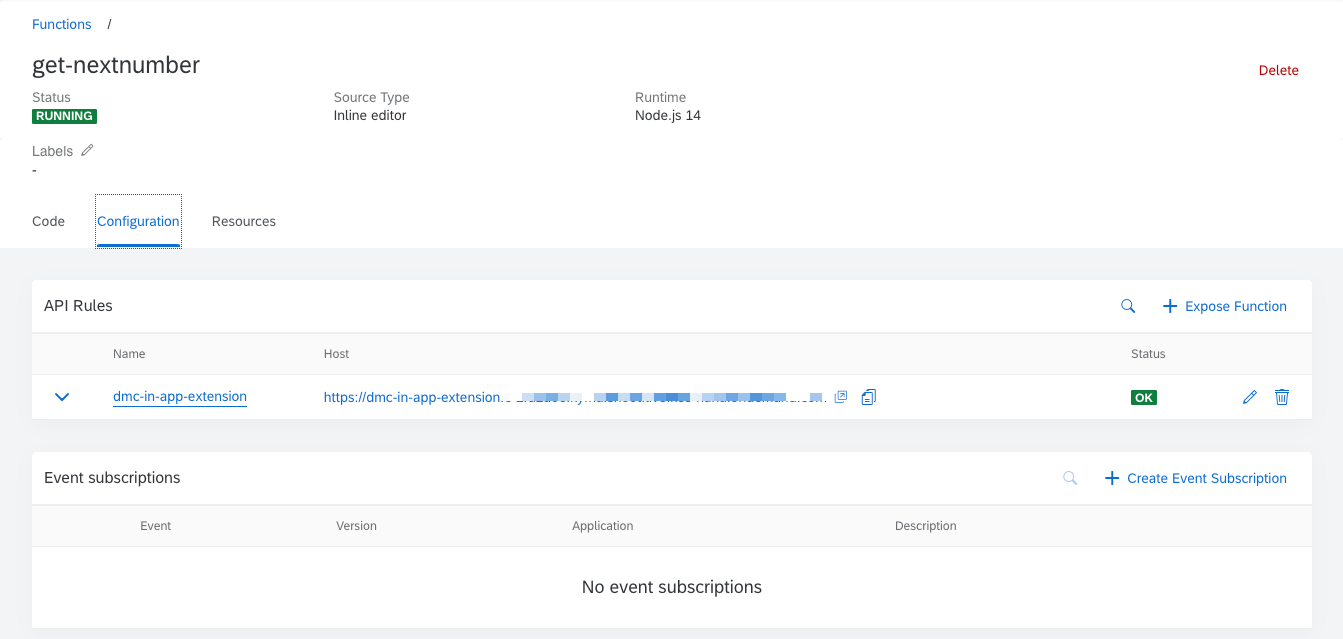 Functions /
get-nextnumber
Delete
Status Source Type Runtime
RUNNING Inline editor Node.js 14
Labels
-
Code Configuration Resources
API Rules Expose Function
Name Host Status
dmc-in-app-extension https://dmc-in-app-extension. OK
Event subscriptions Create Event Subscription
Event Version Application Description
No event subscriptions